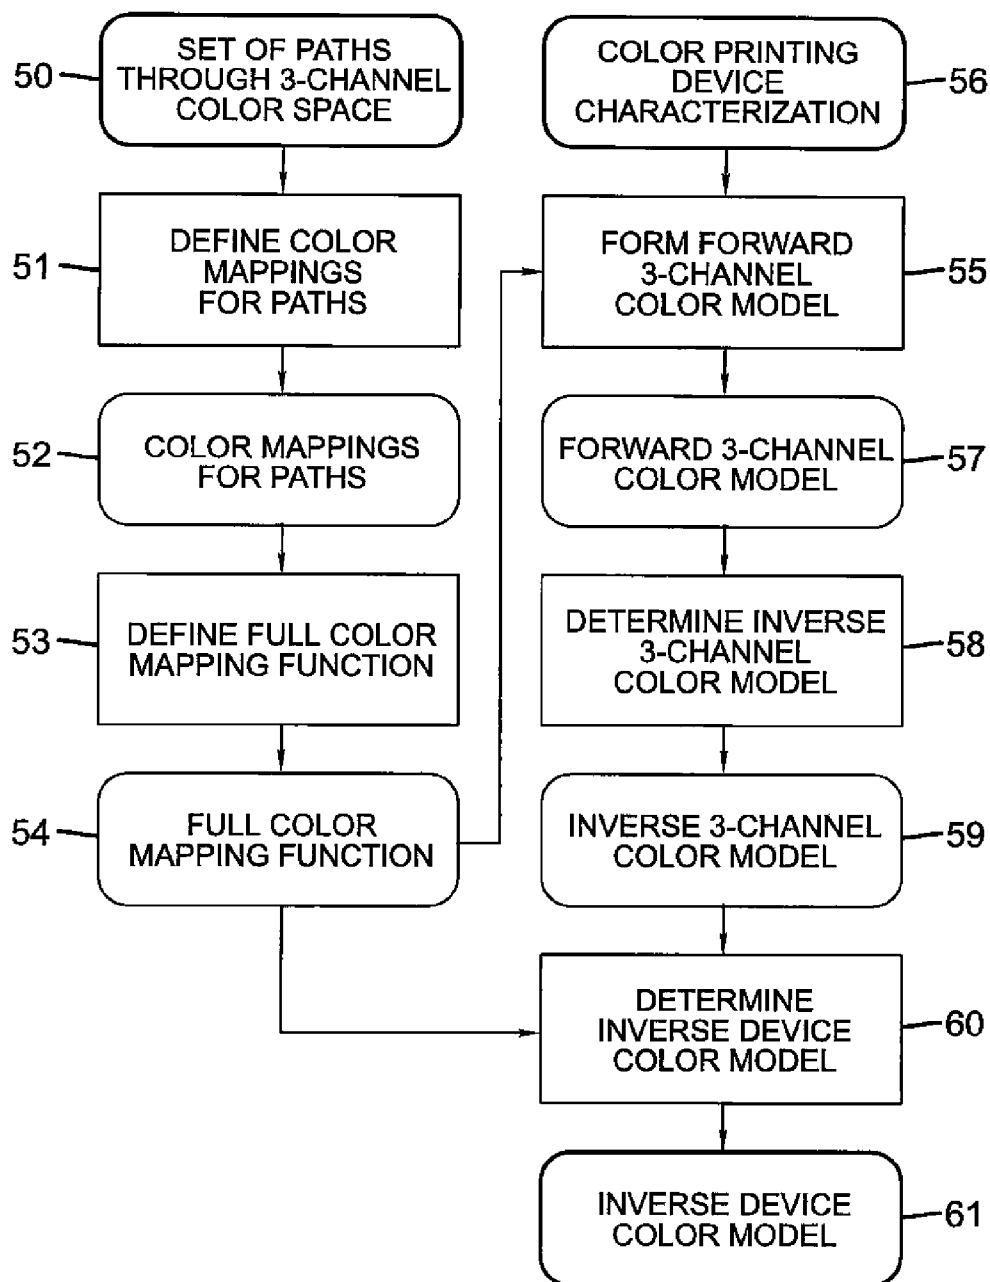 50
SET OF PATHS
THROUGH 3-CHANNEL
COLOR SPACE
51
DEFINE COLOR
MAPPINGS
FOR PATHS
52
COLOR MAPPINGS
FOR PATHS
53
DEFINE FULL COLOR
MAPPING FUNCTION
54
FULL COLOR
MAPPING FUNCTION
COLOR PRINTING
DEVICE
CHARACTERIZATION
56
FORM FORWARD
3-CHANNEL
COLOR MODEL
55
FORWARD 3-CHANNEL
COLOR MODEL
57
DETERMINE INVERSE
3-CHANNEL
COLOR MODEL
58
INVERSE 3-CHANNEL
COLOR MODEL
59
DETERMINE
INVERSE DEVICE
COLOR MODEL
60
INVERSE DEVICE
COLOR MODEL
61